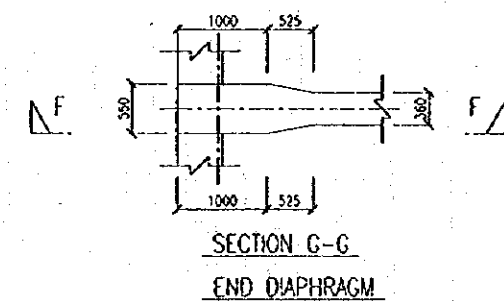 1000 525
550 360
F F
1000 525
SECTION G-G
END DIAPHRAGM